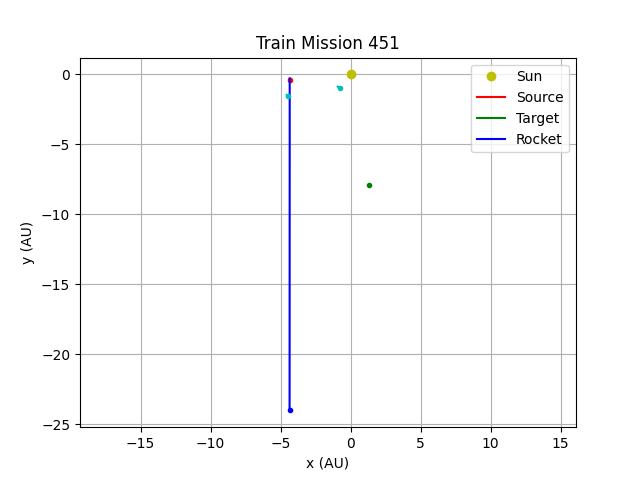 Train Mission 451
Sun
Source
Target
Rocket
0
−5
−10
−15
−20
−25
y (AU)
−15
−10
−5
0
5
10
15
x (AU)